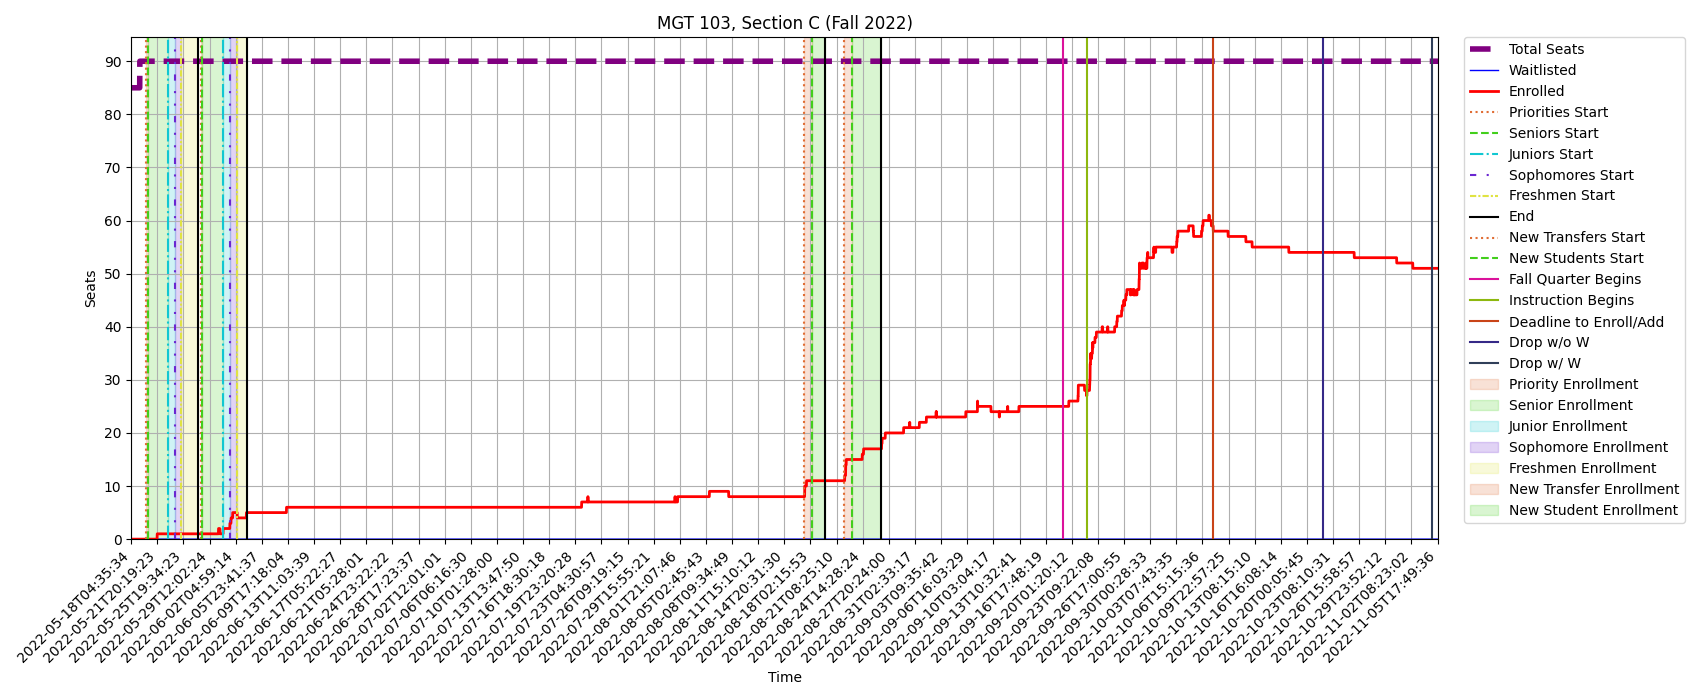 MGT 103, Section C (Fall 2022)
Seats
90
80
70
60
50
40
30
20
10
0
2022-05-18T04:35:34
2022-05-21T20:19:23
2022-05-25T19:34:23
2022-05-29T12:02:24
2022-06-02T04:59:14
2022-06-05T23:41:37
2022-06-09T17:18:04
2022-06-13T11:03:39
2022-06-17T05:22:27
2022-06-21T05:28:01
2022-06-24T23:22:22
2022-06-28T17:23:37
2022-07-02T12:01:01
2022-07-06T06:16:30
2022-07-10T01:28:00
2022-07-13T13:47:50
2022-07-16T18:30:18
2022-07-19T23:20:28
2022-07-23T04:30:57
2022-07-26T09:19:15
2022-07-29T15:55:21
2022-08-01T21:07:46
2022-08-05T02:45:43
2022-08-08T09:34:49
2022-08-11T15:10:12
2022-08-14T20:31:30
2022-08-18T02:15:53
2022-08-21T08:25:10
2022-08-24T14:28:24
2022-08-27T20:24:00
2022-08-31T02:33:17
2022-09-03T09:35:42
2022-09-06T16:03:29
2022-09-10T03:04:17
2022-09-13T10:32:41
2022-09-16T17:48:19
2022-09-20T01:20:12
2022-09-23T09:22:08
2022-09-26T17:00:55
2022-09-30T00:28:33
2022-10-03T07:43:35
2022-10-06T15:15:36
2022-10-09T22:57:25
2022-10-13T08:15:10
2022-10-16T16:08:14
2022-10-20T00:05:45
2022-10-23T08:10:31
2022-10-26T15:58:57
2022-10-29T23:52:12
2022-11-02T08:23:02
2022-11-05T17:49:36
Time
Total Seats
Waitlisted
Enrolled
Priorities Start
Seniors Start
Juniors Start
Sophomores Start
Freshmen Start
End
New Transfers Start
New Students Start
Fall Quarter Begins
Instruction Begins
Deadline to Enroll/Add
Drop w/o W
Drop w/ W
Priority Enrollment
Senior Enrollment
Junior Enrollment
Sophomore Enrollment
Freshmen Enrollment
New Transfer Enrollment
New Student Enrollment